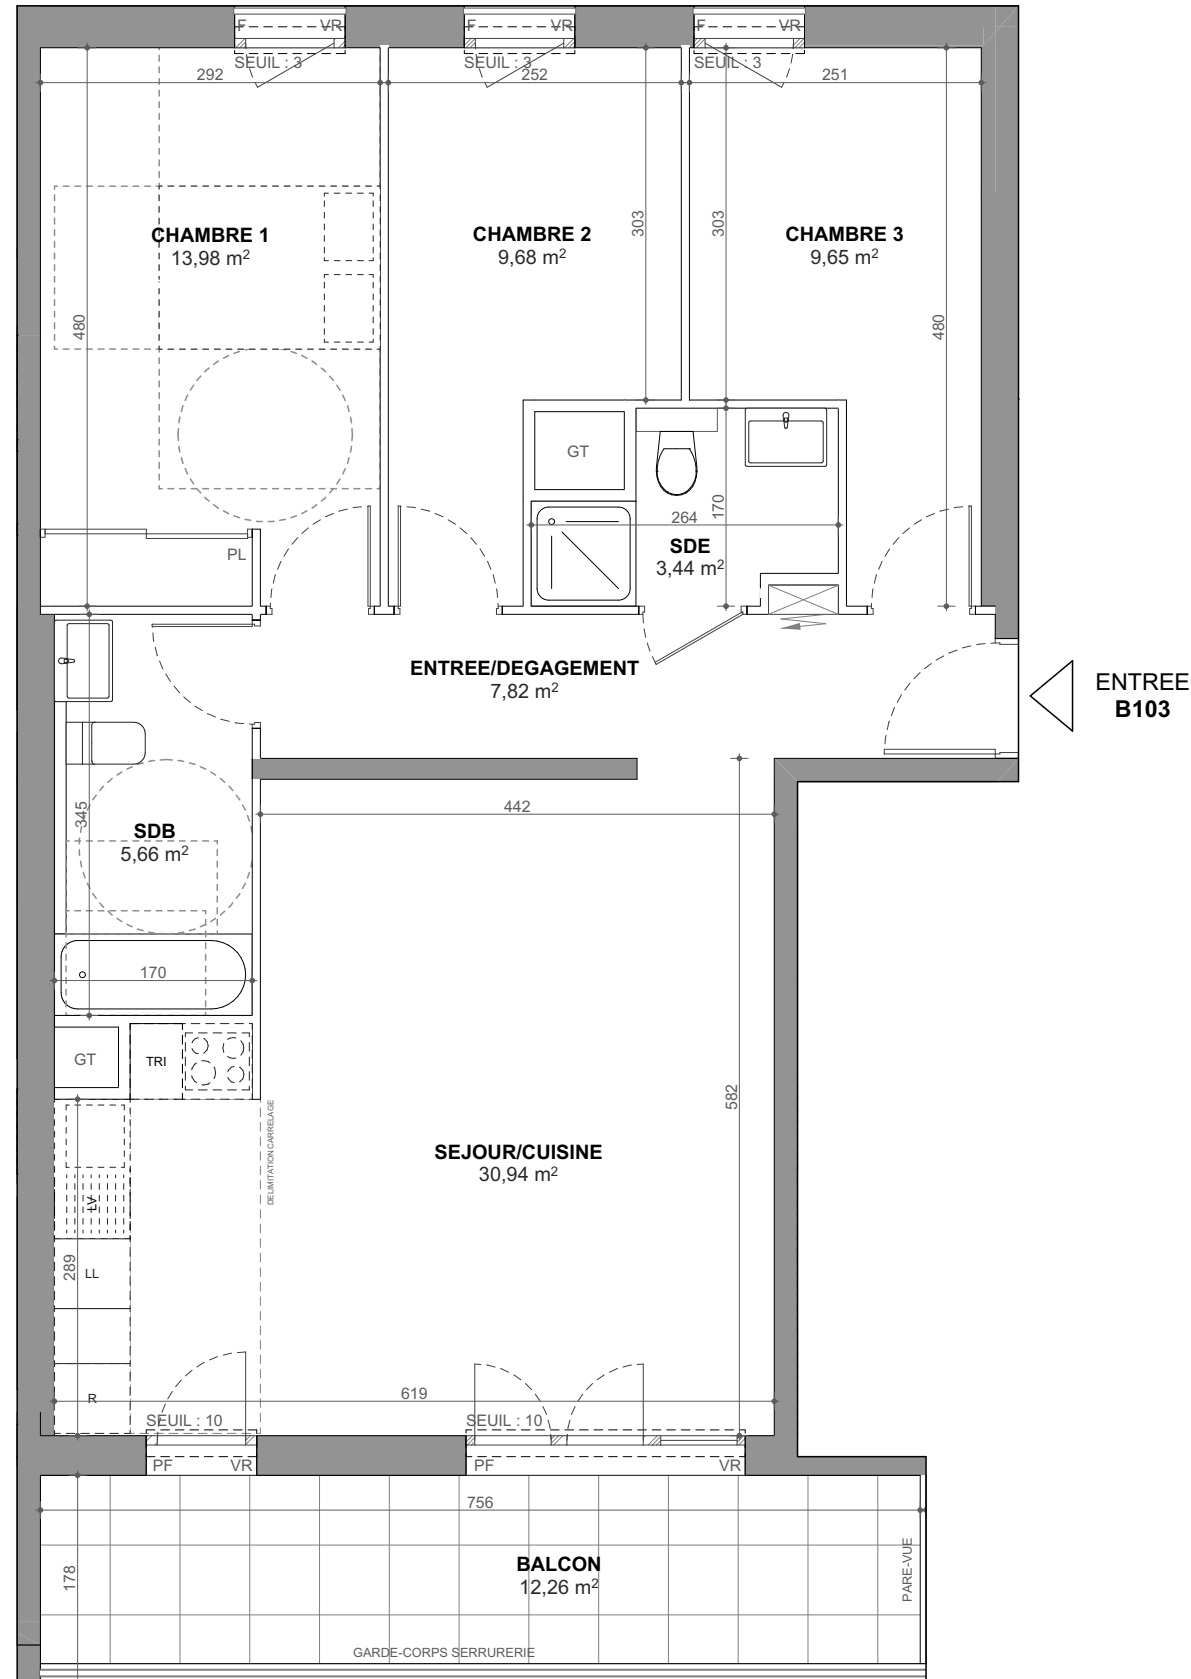 F VR
F VR
F VR
SEUIL : 3
SEUIL : 3
SEUIL : 3
292
252
251
303
303
CHAMBRE 1
13,98 m²
CHAMBRE 2
9,68 m²
CHAMBRE 3
9,65 m²
480
480
GT
170
264
SDE
3,44 m²
PL
ENTREE/DEGAGEMENT
7,82 m²
ENTREE
B103
345
442
SDB
5,66 m²
170
GT
TRI
582
DELIMITATION CARRELAGE
SEJOUR/CUISINE
30,94 m²
LV
289
LL
R
619
SEUIL : 10
SEUIL : 10
PF VR
PF VR
756
178
BALCON
12,26 m²
PARE-VUE
GARDE-CORPS SERRURERIE